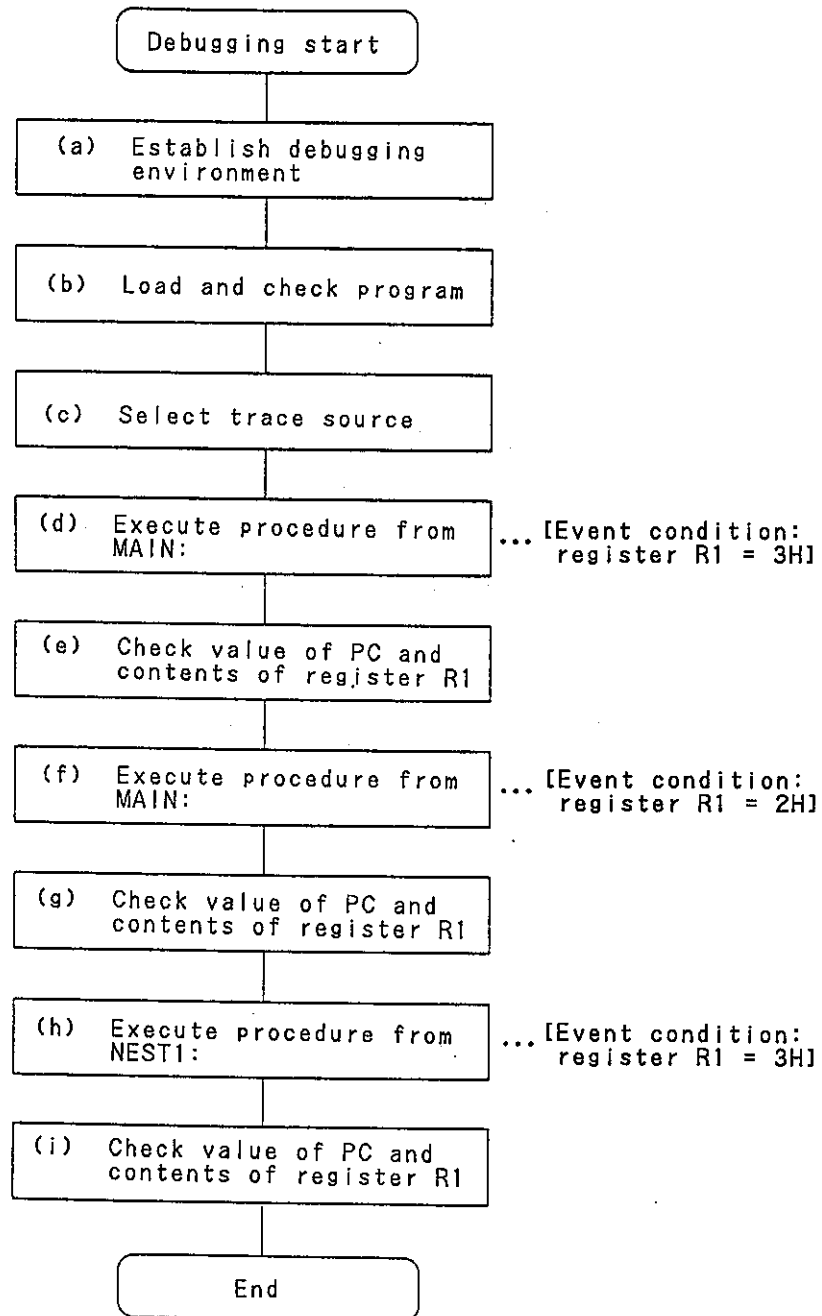 Debugging start
(a) Establish debugging
environment
(b) Load and check program
(c) Select trace source
(d) Execute procedure from
MAIN:
... [Event condition:
register R1 = 3H]
(e) Check value of PC and
contents of register R1
(f) Execute procedure from
MAIN:
... [Event condition:
register R1 = 2H]
(g) Check value of PC and
contents of register R1
(h) Execute procedure from
NEST1:
... [Event condition:
register R1 = 3H]
(i) Check value of PC and
contents of register R1
End